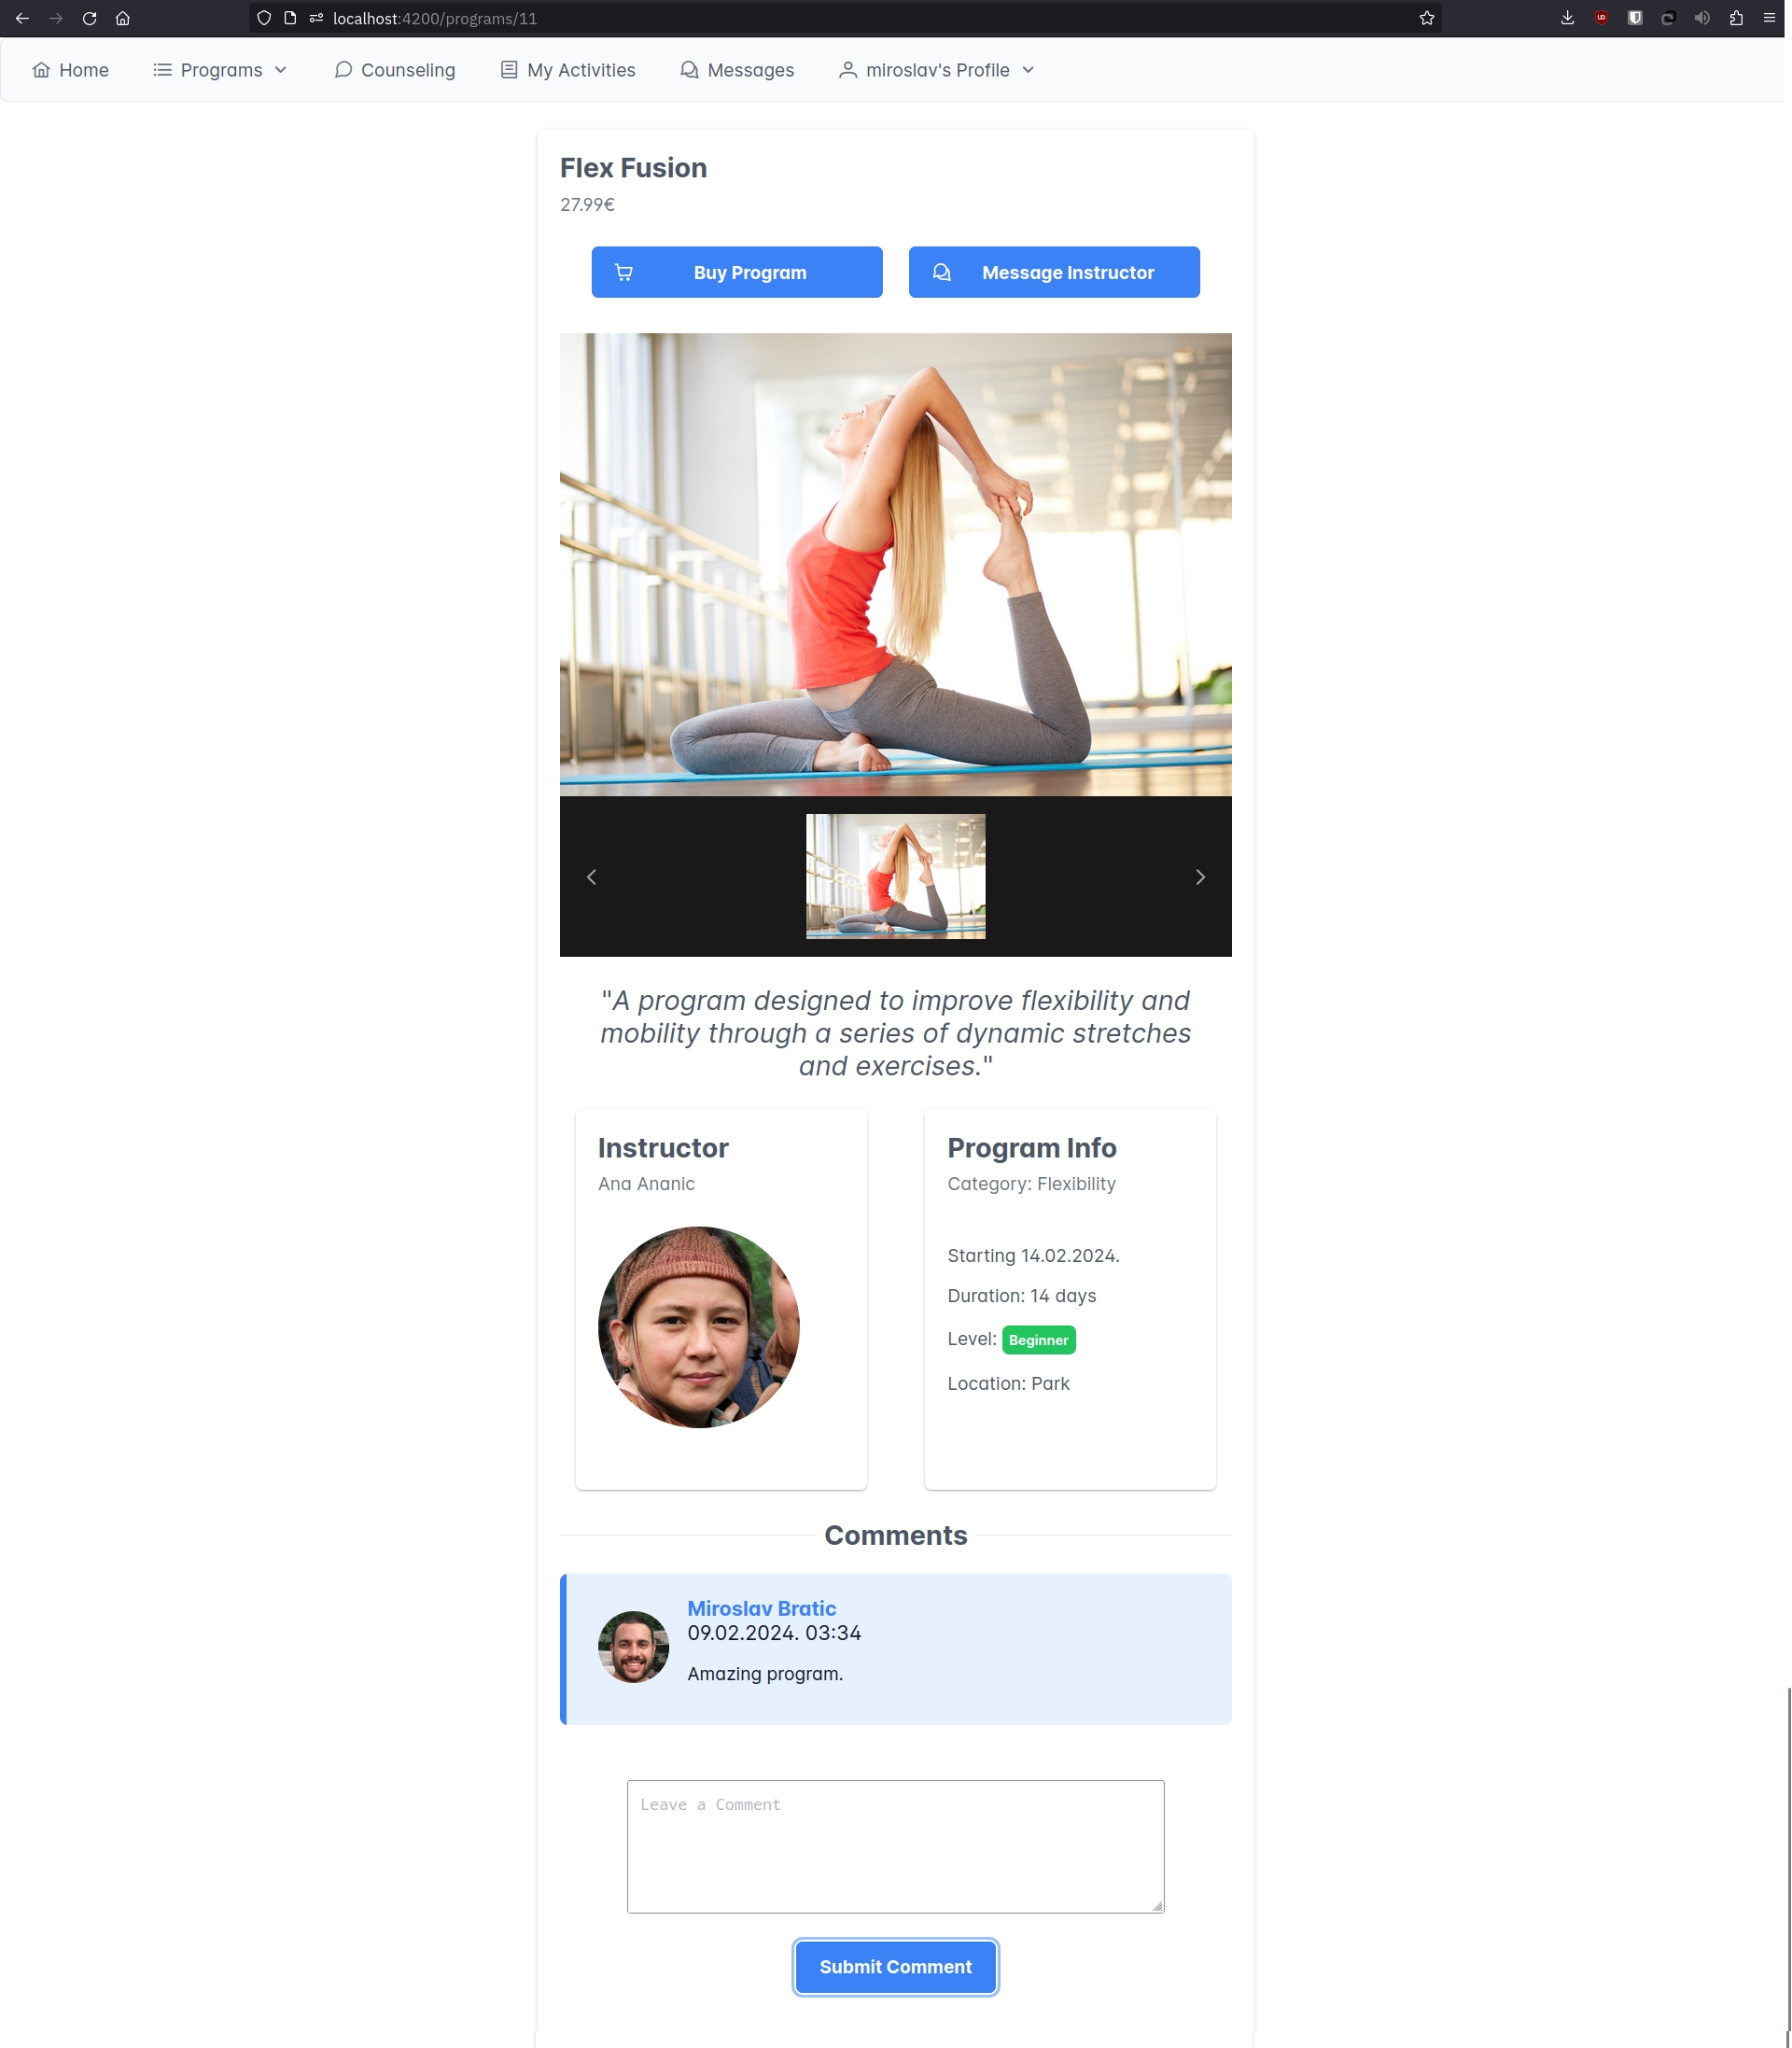 localhost:4200/programs/11
Home Programs Counseling My Activities Messages miroslav's Profile
Flex Fusion
27.99€
Buy Program Message Instructor
"A program designed to improve flexibility and
mobility through a series of dynamic stretches
and exercises."
Instructor
Ana Ananic
Program Info
Category: Flexibility
Starting 14.02.2024.
Duration: 14 days
Level: Beginner
Location: Park
Comments
Miroslav Bratic
09.02.2024. 03:34
Amazing program.
Leave a Comment
Submit Comment